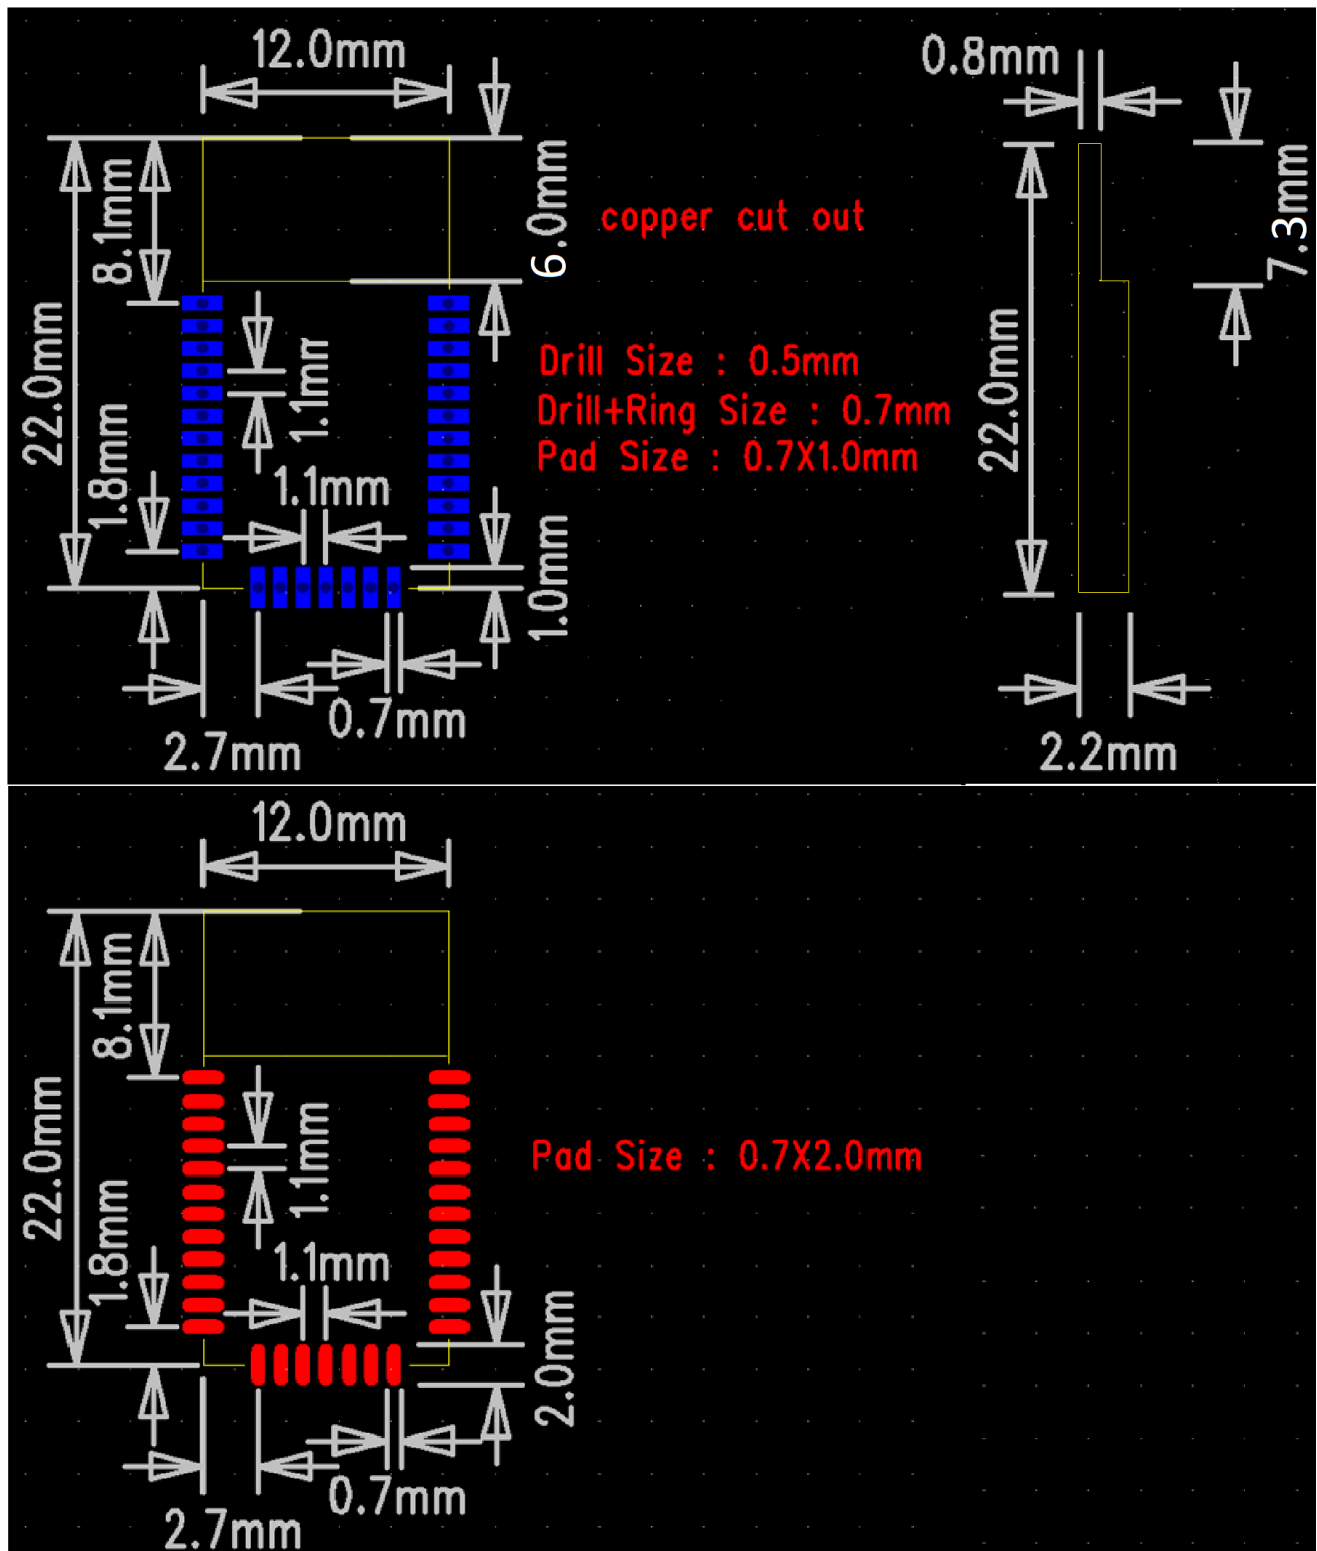 12.0mm
0.8mm
8.1mm
6.0mm
copper cut out
7.3mm
22.0mm
1.1mm
Drill Size : 0.5mm
Drill+Ring Size : 0.7mm
Pad Size : 0.7X1.0mm
22.0mm
1.8mm
1.1mm
1.0mm
0.7mm
2.7mm
2.2mm
12.0mm
8.1mm
22.0mm
1.1mm
Pad Size : 0.7X2.0mm
1.8mm
1.1mm
2.0mm
0.7mm
2.7mm